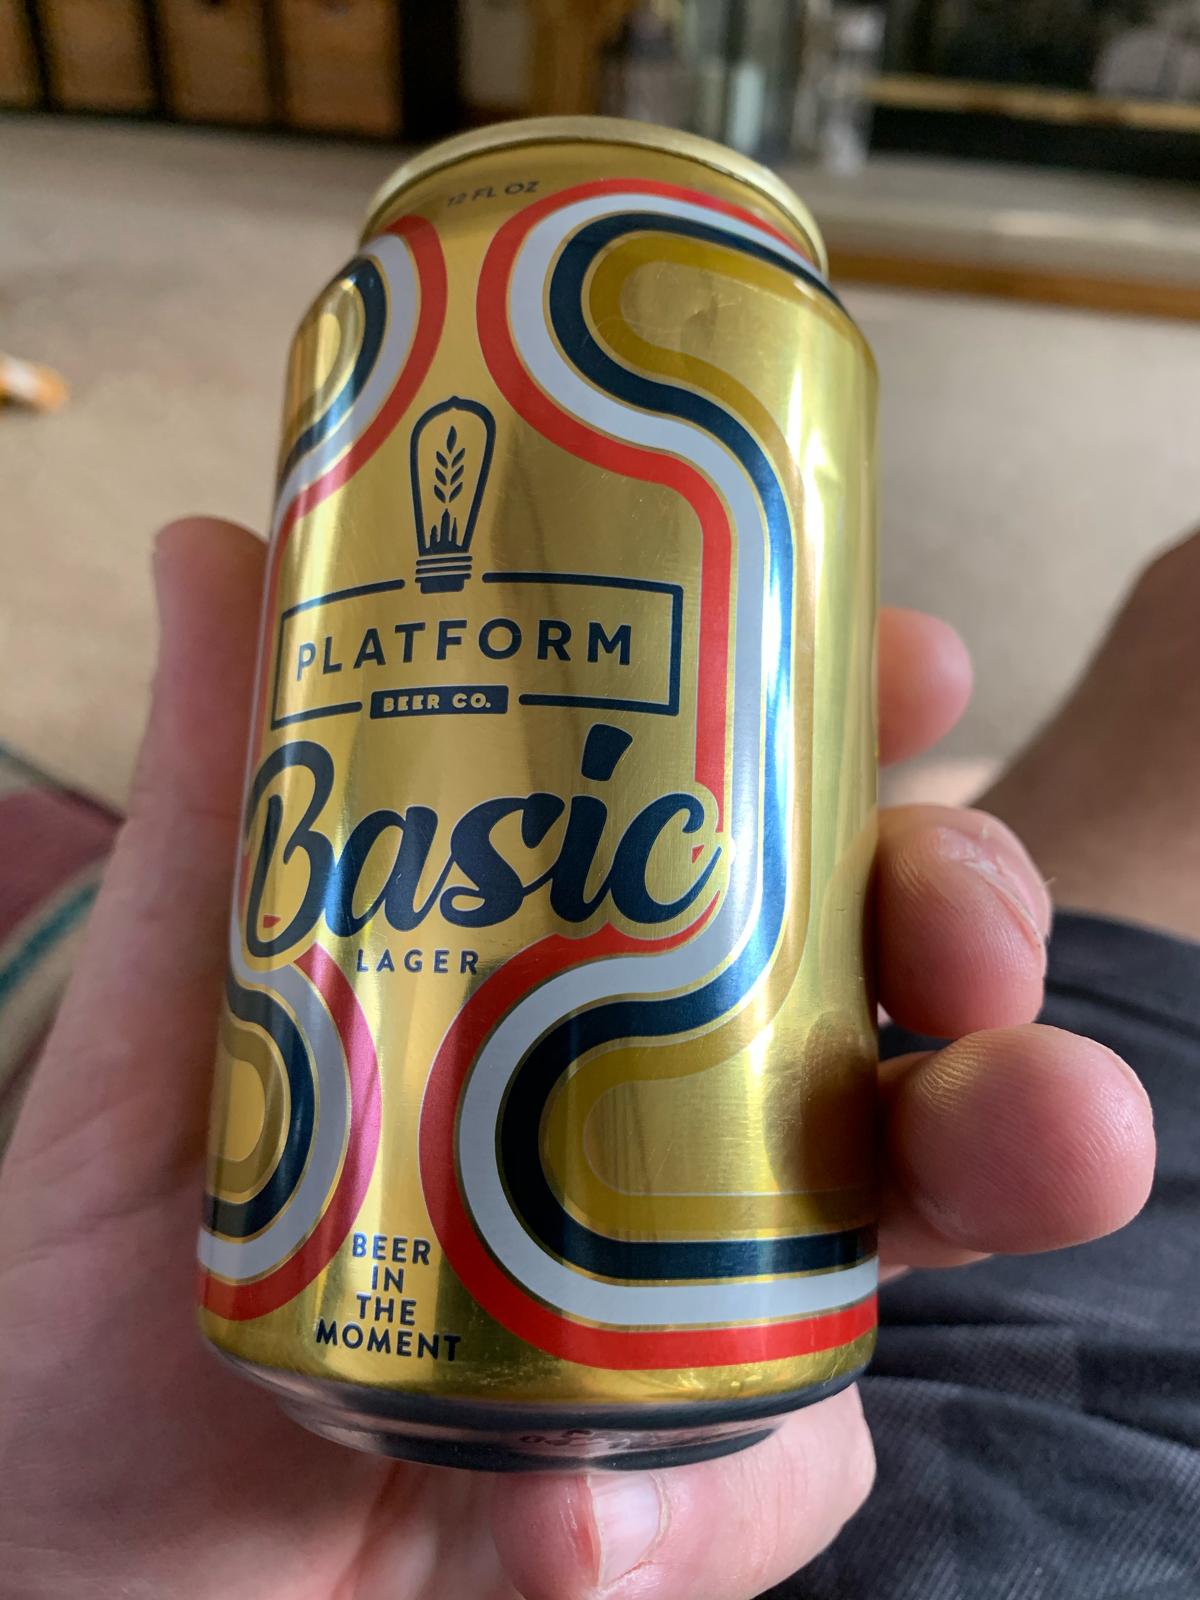 12 FL OZ
PLATFORM
BEER CO.
Basic
LAGER
BEER
IN
THE
MOMENT